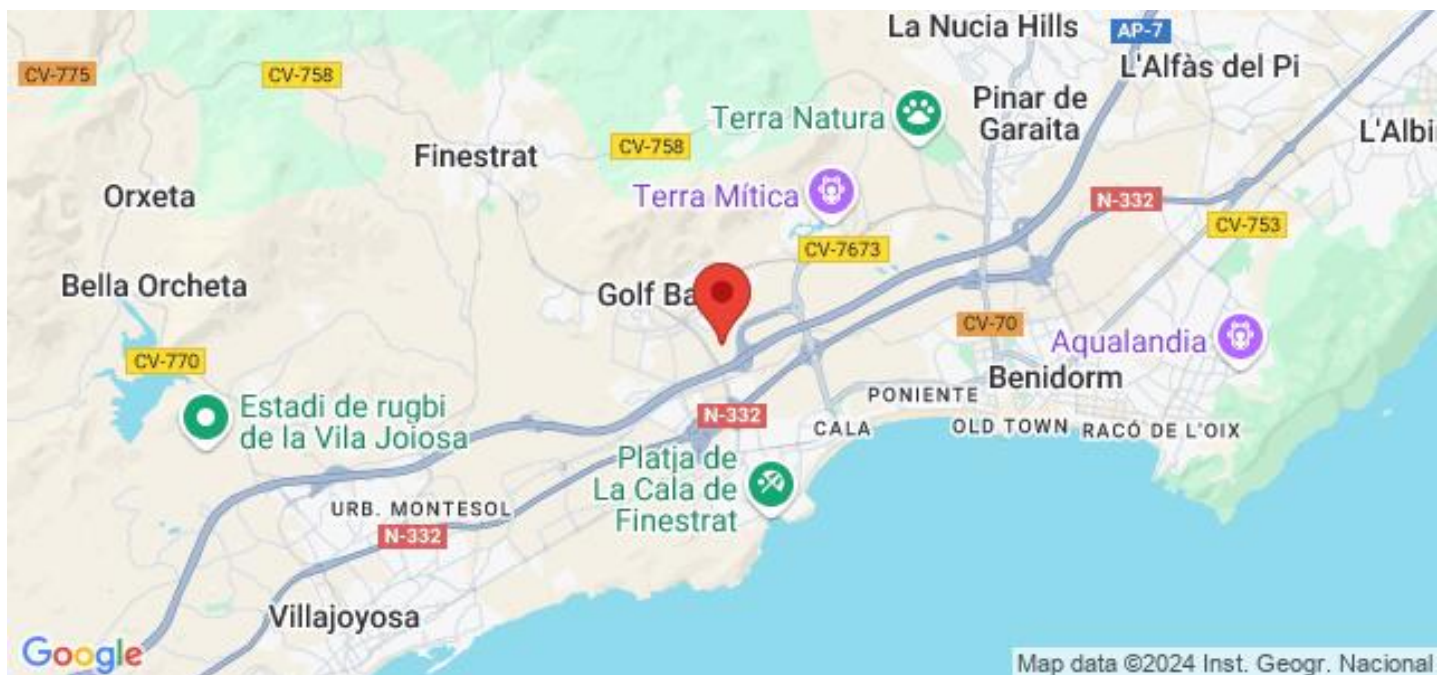 La Nucia Hills
AP-7
CV-775
CV-758
L'Alfàs del Pi
Terra Natura
Pinar de
Garaita
L'Albi
Finestrat
CV-758
Orxeta
Terra Mítica
N-332
CV-753
CV-7673
Bella Orcheta
Golf Ba
CV-70
Aqualandia
CV-770
Benidorm
PONIENTE
Estadi de rugbi
de la Vila Joiosa
N-332
CALA
OLD TOWN
RACÓ DE L'OIX
Platja de
La Cala de
Finestrat
URB. MONTESOL
N-332
Villajoyosa
Google
Map data ©2024 Inst. Geogr. Nacional